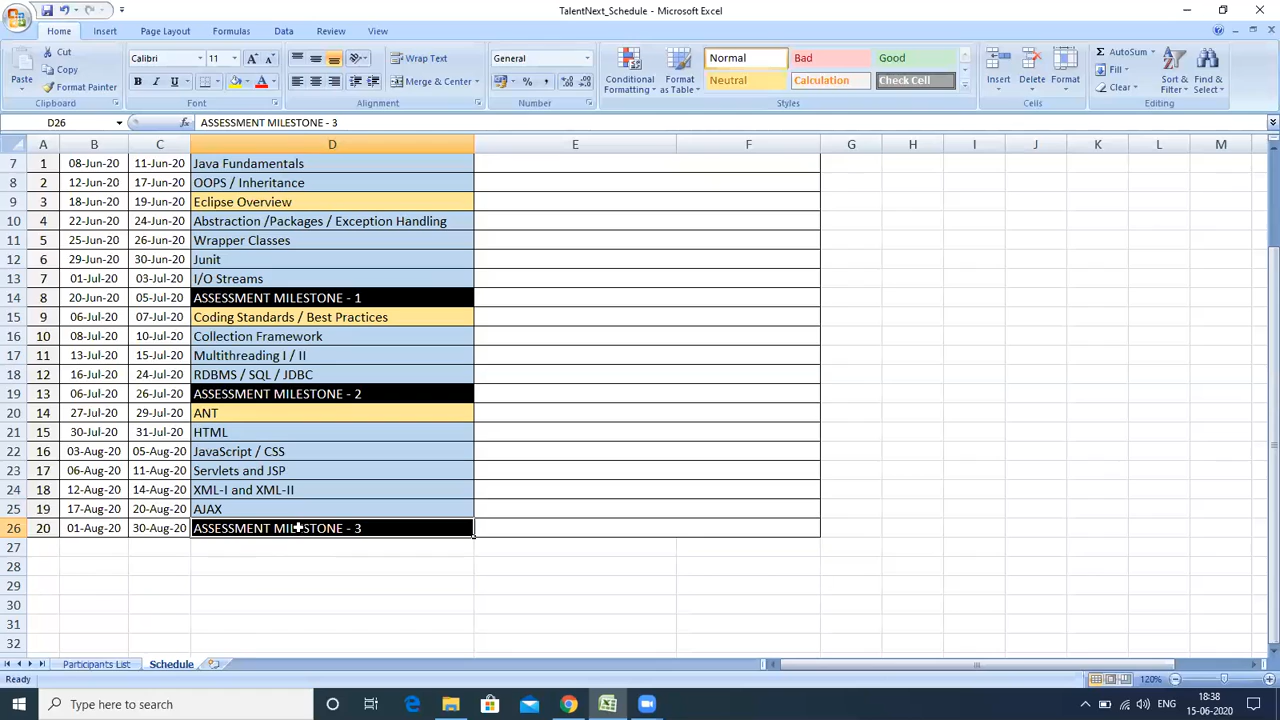 TalentNext_Schedule - Microsoft Excel
Home Insert Page Layout Formulas Data Review View
Paste
Cut
Copy
Format Painter
Clipboard
Calibri 11
B I U
Font
Wrap Text
Merge & Center
Alignment
General
Number
Conditional Formatting
Format as Table
Normal Bad Good
Neutral Calculation Check Cell
Styles
Insert Delete Format
Cells
AutoSum
Fill
Clear
Sort & Filter
Find & Select
Editing
D26 fx ASSESSMENT MILESTONE - 3
A B C D E F G H I J K L M
7 1 08-Jun-20 11-Jun-20 Java Fundamentals
8 2 12-Jun-20 17-Jun-20 OOPS / Inheritance
9 3 18-Jun-20 19-Jun-20 Eclipse Overview
10 4 22-Jun-20 24-Jun-20 Abstraction /Packages / Exception Handling
11 5 25-Jun-20 26-Jun-20 Wrapper Classes
12 6 29-Jun-20 30-Jun-20 Junit
13 7 01-Jul-20 03-Jul-20 I/O Streams
14 8 20-Jun-20 05-Jul-20 ASSESSMENT MILESTONE - 1
15 9 06-Jul-20 07-Jul-20 Coding Standards / Best Practices
16 10 08-Jul-20 10-Jul-20 Collection Framework
17 11 13-Jul-20 15-Jul-20 Multithreading I / II
18 12 16-Jul-20 24-Jul-20 RDBMS / SQL / JDBC
19 13 06-Jul-20 26-Jul-20 ASSESSMENT MILESTONE - 2
20 14 27-Jul-20 29-Jul-20 ANT
21 15 30-Jul-20 31-Jul-20 HTML
22 16 03-Aug-20 05-Aug-20 JavaScript / CSS
23 17 06-Aug-20 11-Aug-20 Servlets and JSP
24 18 12-Aug-20 14-Aug-20 XML-I and XML-II
25 19 17-Aug-20 20-Aug-20 AJAX
26 20 01-Aug-20 30-Aug-20 ASSESSMENT MILESTONE - 3
27
28
29
30
31
32
Participants List Schedule
Ready 120%
Type here to search
ENG
18:38
15-06-2020